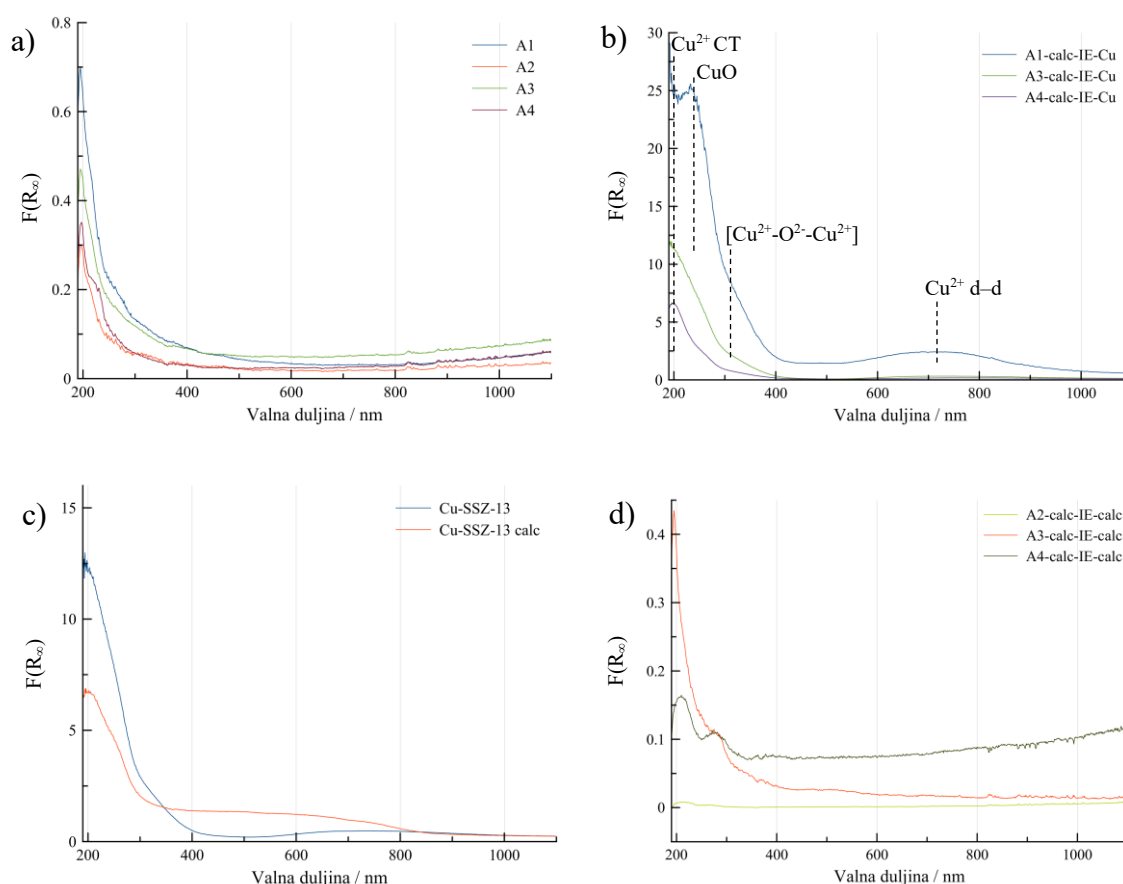 a)
0.8
0.6
0.4
0.2
0
F(R∞)
A1
A2
A3
A4
200 400 600 800 1000
Valna duljina / nm
b)
30
25
20
15
10
5
0
F(R∞)
Cu²⁺ CT
CuO
[Cu²⁺-O²⁻-Cu²⁺]
Cu²⁺ d–d
A1-calc-IE-Cu
A3-calc-IE-Cu
A4-calc-IE-Cu
200 400 600 800 1000
Valna duljina / nm
c)
15
10
5
0
F(R∞)
Cu-SSZ-13
Cu-SSZ-13 calc
200 400 600 800 1000
Valna duljina / nm
d)
0.4
0.3
0.2
0.1
0
F(R∞)
A2-calc-IE-calc
A3-calc-IE-calc
A4-calc-IE-calc
200 400 600 800 1000
Valna duljina / nm